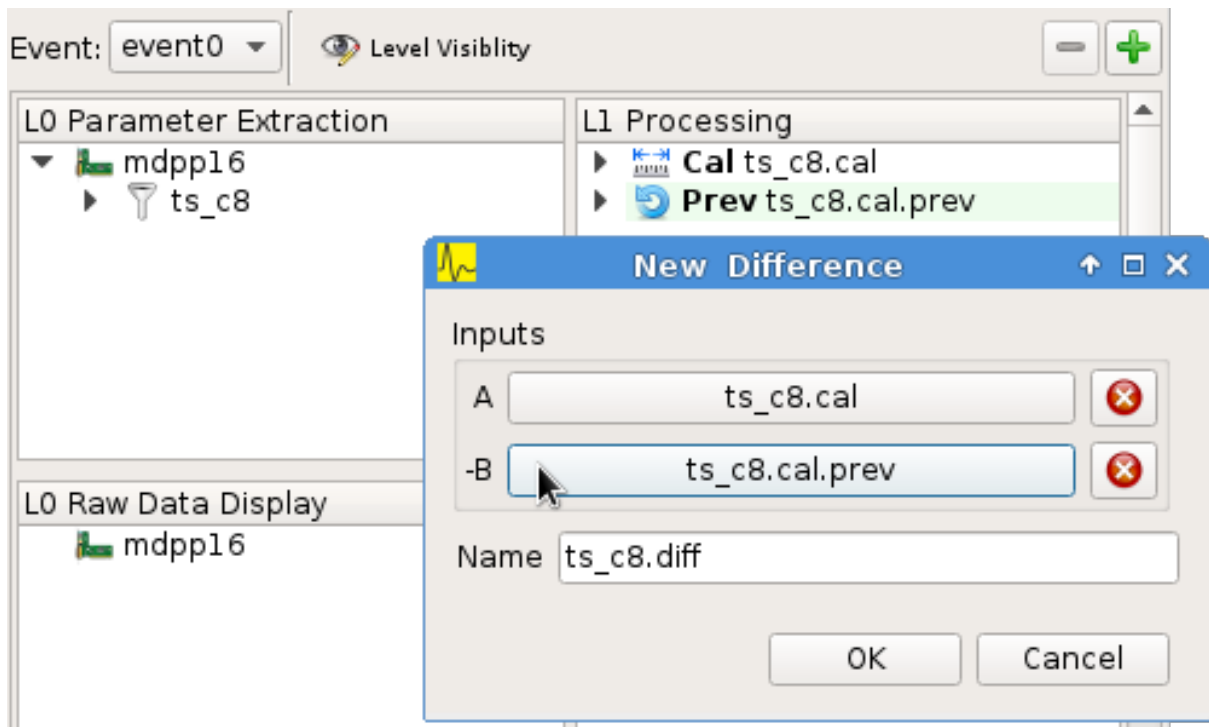 Event: event0 Level Visiblity
L0 Parameter Extraction
mdpp16
ts_c8
L1 Processing
Cal ts_c8.cal
Prev ts_c8.cal.prev
New Difference
Inputs
A ts_c8.cal
-B ts_c8.cal.prev
Name ts_c8.diff
OK Cancel
L0 Raw Data Display
mdpp16